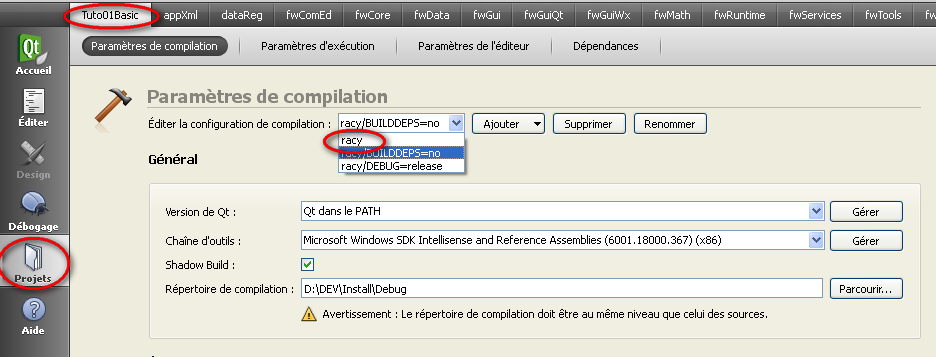 Tuto01Basic appXml dataReg fwComEd fwCore fwData fwGui fwGuiQt fwGuiWx fwMath fwRuntime fwServices fwTools fw
Paramètres de compilation Paramètres d'exécution Paramètres de l'éditeur Dépendances
Qt
Accueil
Éditer
Design
Débogage
Projets
Aide
Paramètres de compilation
Éditer la configuration de compilation : racy/BUILDDEPS=no Ajouter Supprimer Renommer
racy
racy/BUILDDEPS=no
racy/DEBUG=release
Général
Version de Qt : Qt dans le PATH Gérer
Chaîne d'outils : Microsoft Windows SDK Intellisense and Reference Assemblies (6001.18000.367) (x86) Gérer
Shadow Build :
Répertoire de compilation : D:\DEV\Install\Debug Parcourir...
Avertissement : Le répertoire de compilation doit être au même niveau que celui des sources.